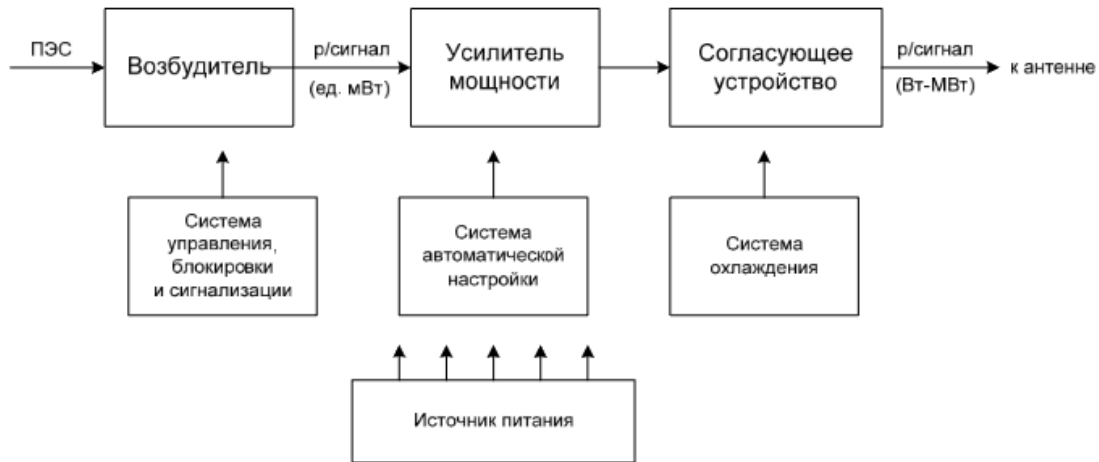 ПЭС
Возбудитель
р/сигнал
(ед. мВт)
Усилитель
мощности
Согласующее
устройство
р/сигнал
(Вт-МВт)
к антенне
Система
управления,
блокировки
и сигнализации
Система
автоматической
настройки
Система
охлаждения
Источник питания